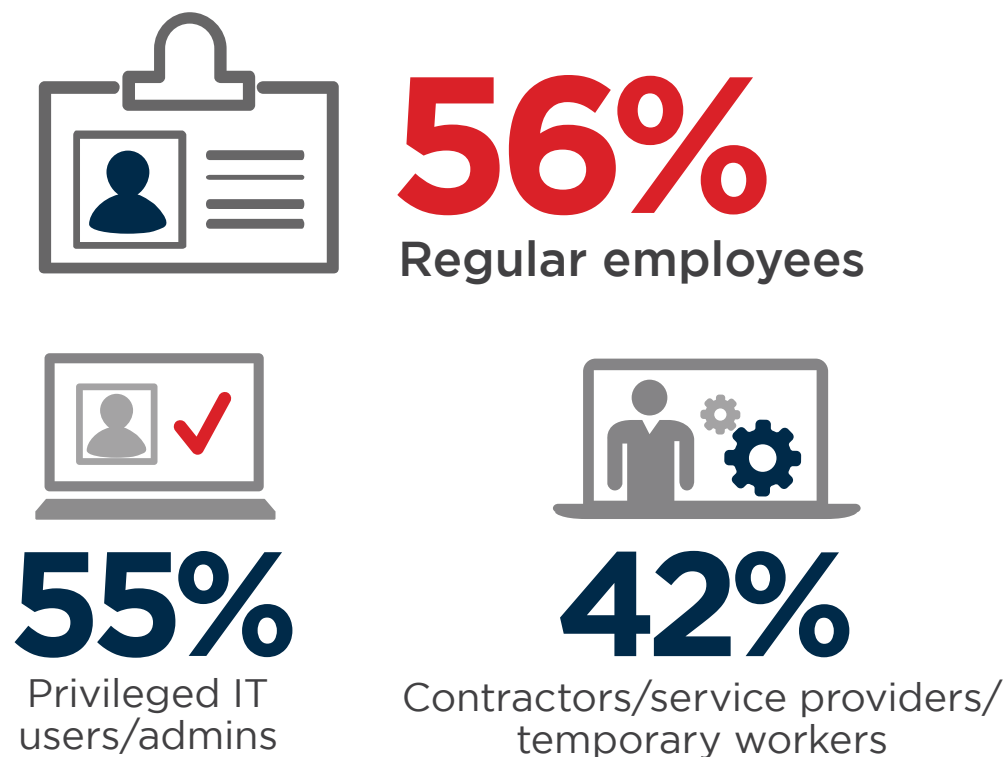 56%
Regular employees
55%
Privileged IT
users/admins
42%
Contractors/service providers/
temporary workers